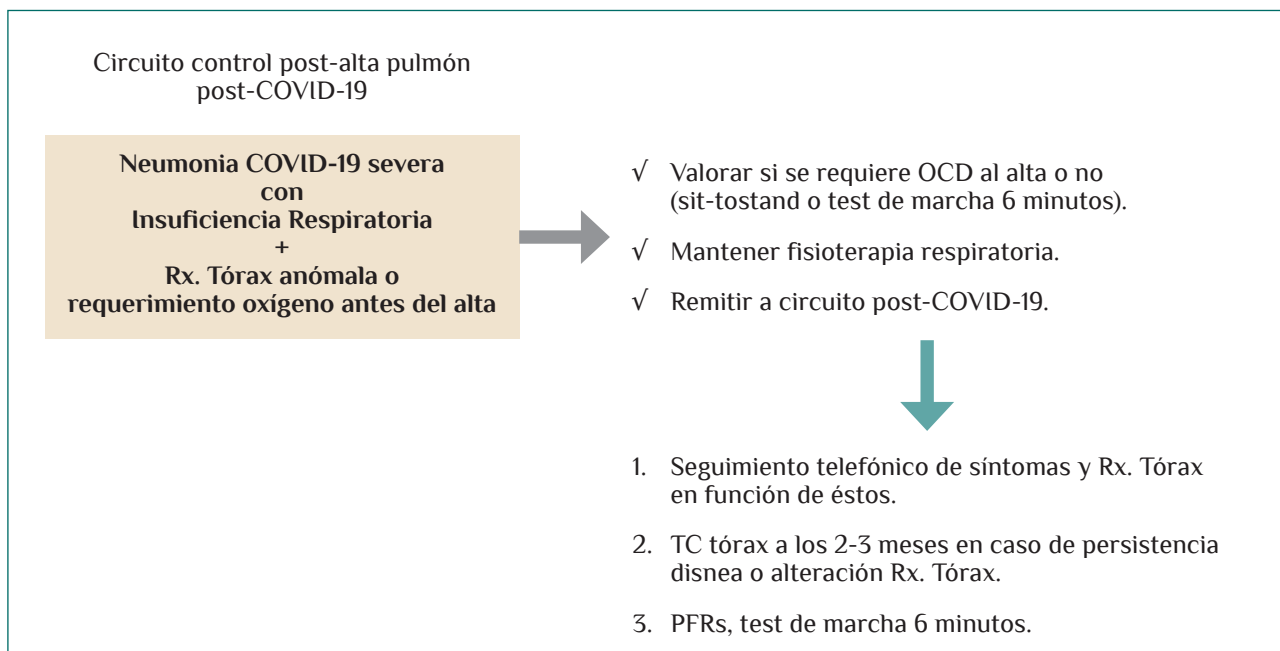 Circuito control post-alta pulmón
post-COVID-19
Neumonia COVID-19 severa
con
Insuficiencia Respiratoria
+
Rx. Tórax anómala o
requerimiento oxígeno antes del alta
√ Valorar si se requiere OCD al alta o no
(sit-tostand o test de marcha 6 minutos).
√ Mantener fisioterapia respiratoria.
√ Remitir a circuito post-COVID-19.
1. Seguimiento telefónico de síntomas y Rx. Tórax
en función de éstos.
2. TC tórax a los 2-3 meses en caso de persistencia
disnea o alteración Rx. Tórax.
3. PFRs, test de marcha 6 minutos.